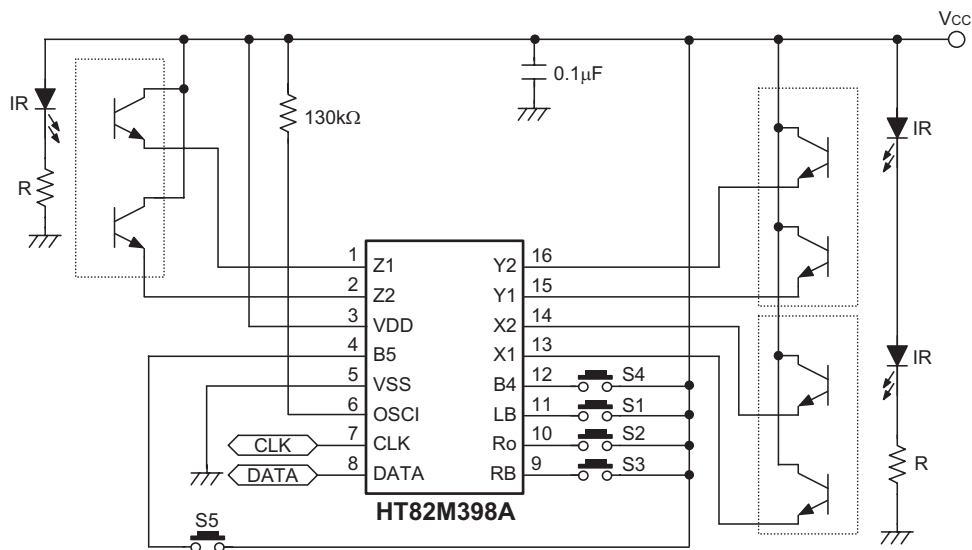 VCC
IR
R
130kΩ
0.1µF
IR
IR
R
1 Z1
2 Z2
3 VDD
4 B5
5 VSS
6 OSCI
7 CLK
8 DATA
Y2 16
Y1 15
X2 14
X1 13
B4 12
LB 11
Ro 10
RB 9
S4
S1
S2
S3
CLK
DATA
HT82M398A
S5